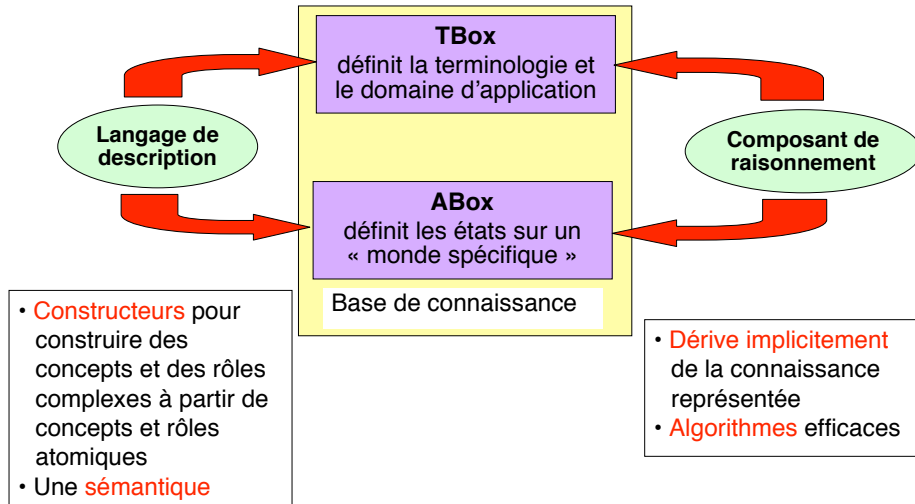 TBox
définit la terminologie et
le domaine d'application
Langage de
description
Composant de
raisonnement
ABox
définit les états sur un
« monde spécifique »
Base de connaissance
• Constructeurs pour
construire des
concepts et des rôles
complexes à partir de
concepts et rôles
atomiques
• Une sémantique
• Dérive implicitement
de la connaissance
représentée
• Algorithmes efficaces